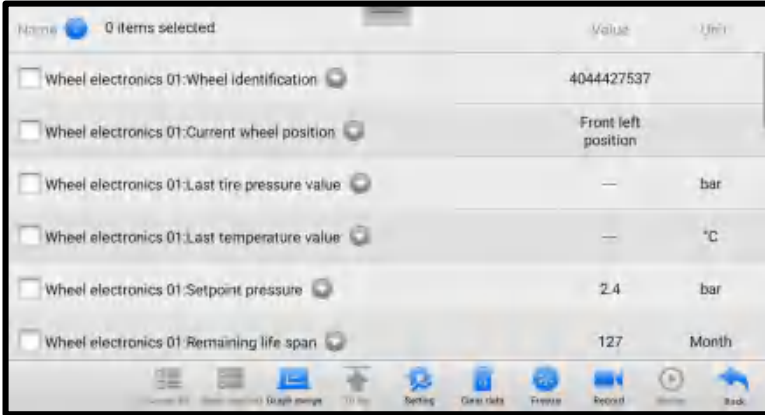 Name 0 items selected Value Unit
Wheel electronics 01:Wheel identification 4044427537
Wheel electronics 01:Current wheel position Front left
position
Wheel electronics 01:Last tire pressure value --- bar
Wheel electronics 01:Last temperature value --- °C
Wheel electronics 01:Setpoint pressure 2.4 bar
Wheel electronics 01:Remaining life span 127 Month
Graph merge To top Setting Clear data Freeze Record Back